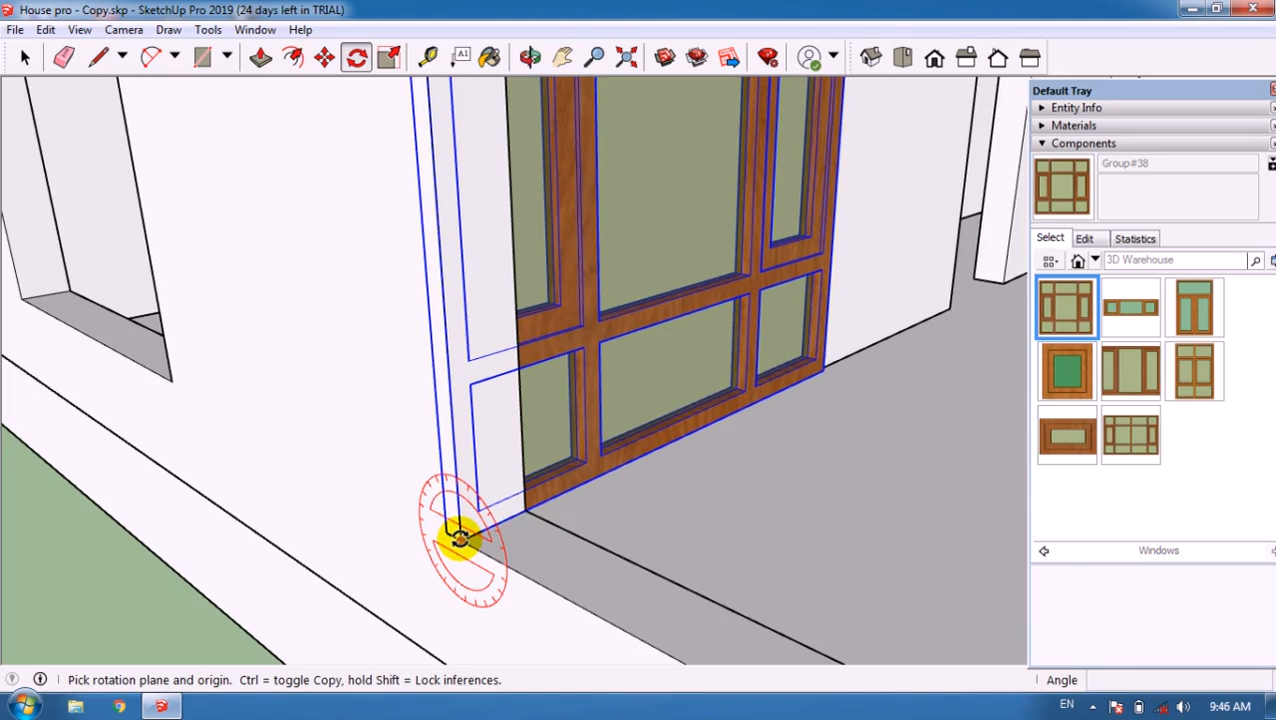 House pro - Copy.skp - SketchUp Pro 2019 (24 days left in TRIAL)
File Edit View Camera Draw Tools Window Help
A1
Default Tray
Entity Info
Materials
Components
Group#38
Select Edit Statistics
3D Warehouse
Windows
Pick rotation plane and origin. Ctrl = toggle Copy, hold Shift = Lock inferences.
Angle
EN
9:46 AM